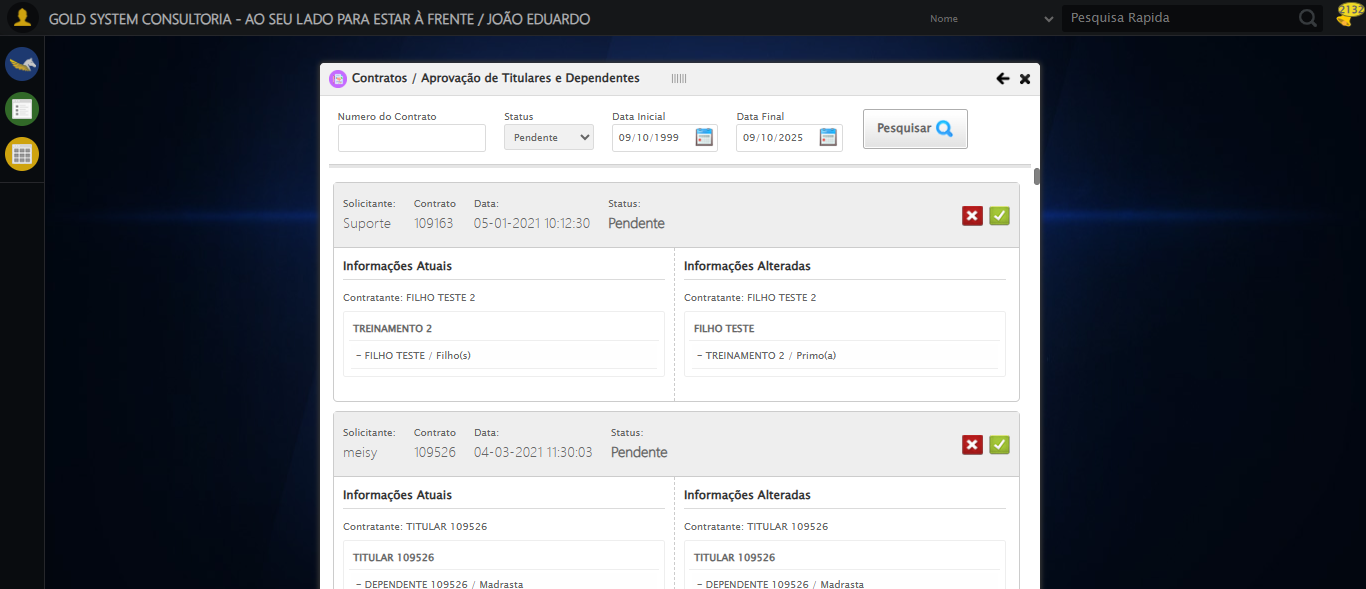 GOLD SYSTEM CONSULTORIA - AO SEU LADO PARA ESTAR À FRENTE / JOÃO EDUARDO
Nome
Pesquisa Rapida
2132
Contratos / Aprovação de Titulares e Dependentes
Numero do Contrato
Status
Data Inicial
Data Final
Pendente
09/10/1999
09/10/2025
Pesquisar
Solicitante: Contrato Data: Status:
Suporte 109163 05-01-2021 10:12:30 Pendente
Informações Atuais
Contratante: FILHO TESTE 2
TREINAMENTO 2
- FILHO TESTE / Filho(s)
Informações Alteradas
Contratante: FILHO TESTE 2
FILHO TESTE
- TREINAMENTO 2 / Primo(a)
Solicitante: Contrato Data: Status:
meisy 109526 04-03-2021 11:30:03 Pendente
Informações Atuais
Contratante: TITULAR 109526
TITULAR 109526
- DEPENDENTE 109526 / Madrasta
Informações Alteradas
Contratante: TITULAR 109526
TITULAR 109526
- DEPENDENTE 109526 / Madrasta